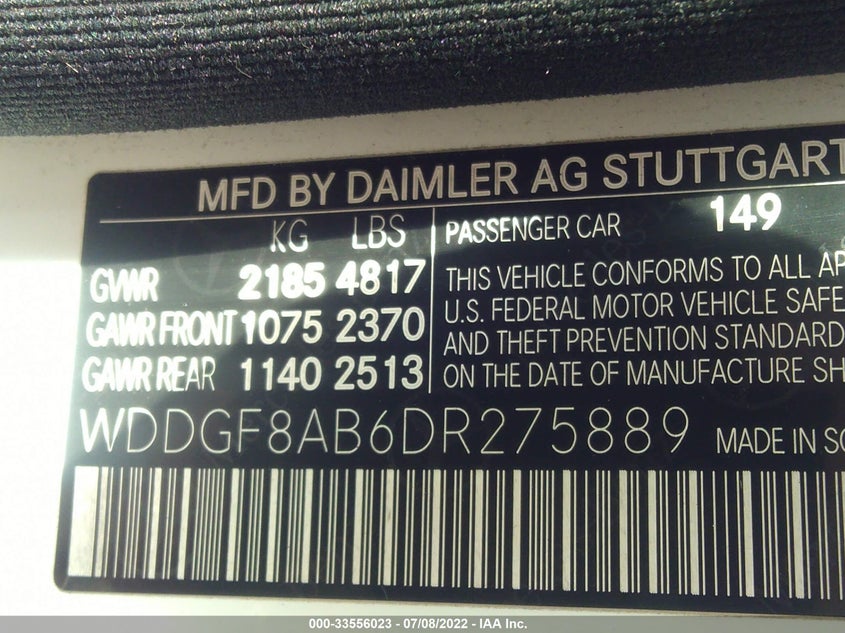 MFD BY DAIMLER AG STUTTGART
KG LBS
GVWR 2185 4817
GAWR FRONT 1075 2370
GAWR REAR 1140 2513
PASSENGER CAR 149
THIS VEHICLE CONFORMS TO ALL AP
U.S. FEDERAL MOTOR VEHICLE SAFE
AND THEFT PREVENTION STANDARD
ON THE DATE OF MANUFACTURE SH
WDDGF8AB6DR275889 MADE IN SO
000-33556023 - 07/08/2022 - IAA Inc.